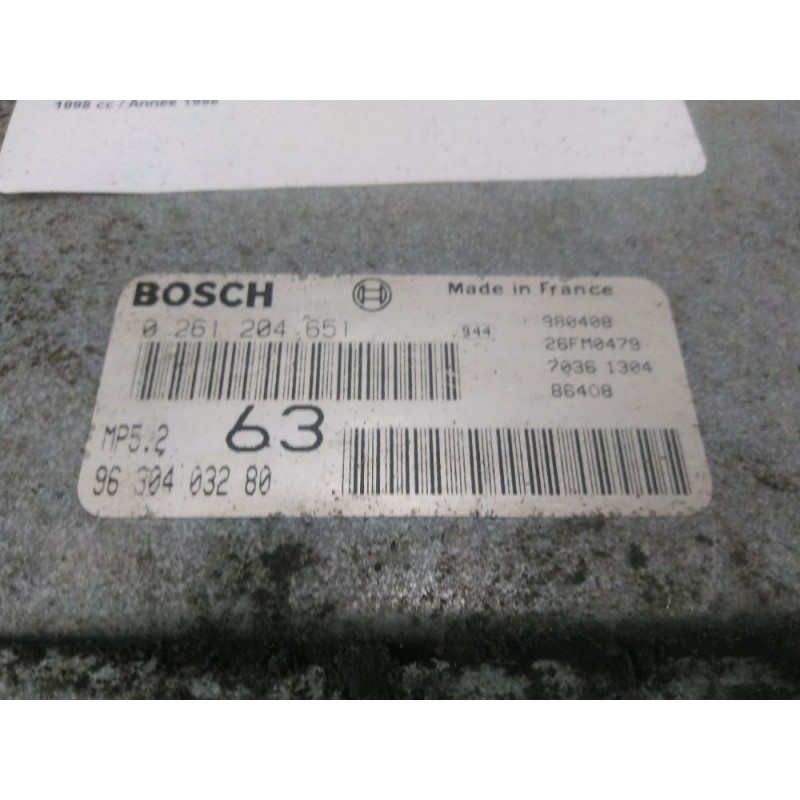 1998 cc / Année 1998
BOSCH Made in France
0 261 204 651 944 980408
26FM0479
7036 1304
86408
MP5.2 63
96 304 032 80